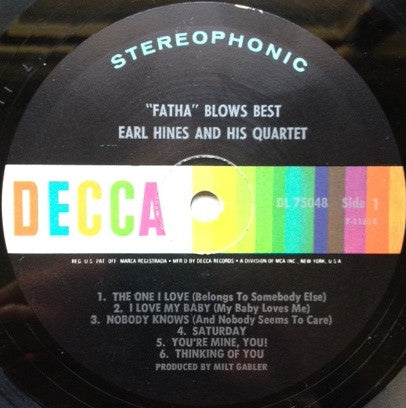 STEREOPHONIC
"FATHA" BLOWS BEST
EARL HINES AND HIS QUARTET
DECCA
DL 75048 Side 1
REG. U.S. PAT. OFF. MARCA REGISTRADA • MFR'D BY DECCA RECORDS • A DIVISION OF MCA INC., NEW YORK, U.S.A.
1. THE ONE I LOVE (Belongs To Somebody Else)
2. I LOVE MY BABY (My Baby Loves Me)
3. NOBODY KNOWS (And Nobody Seems To Care)
4. SATURDAY
5. YOU'RE MINE, YOU!
6. THINKING OF YOU
PRODUCED BY MILT GABLER